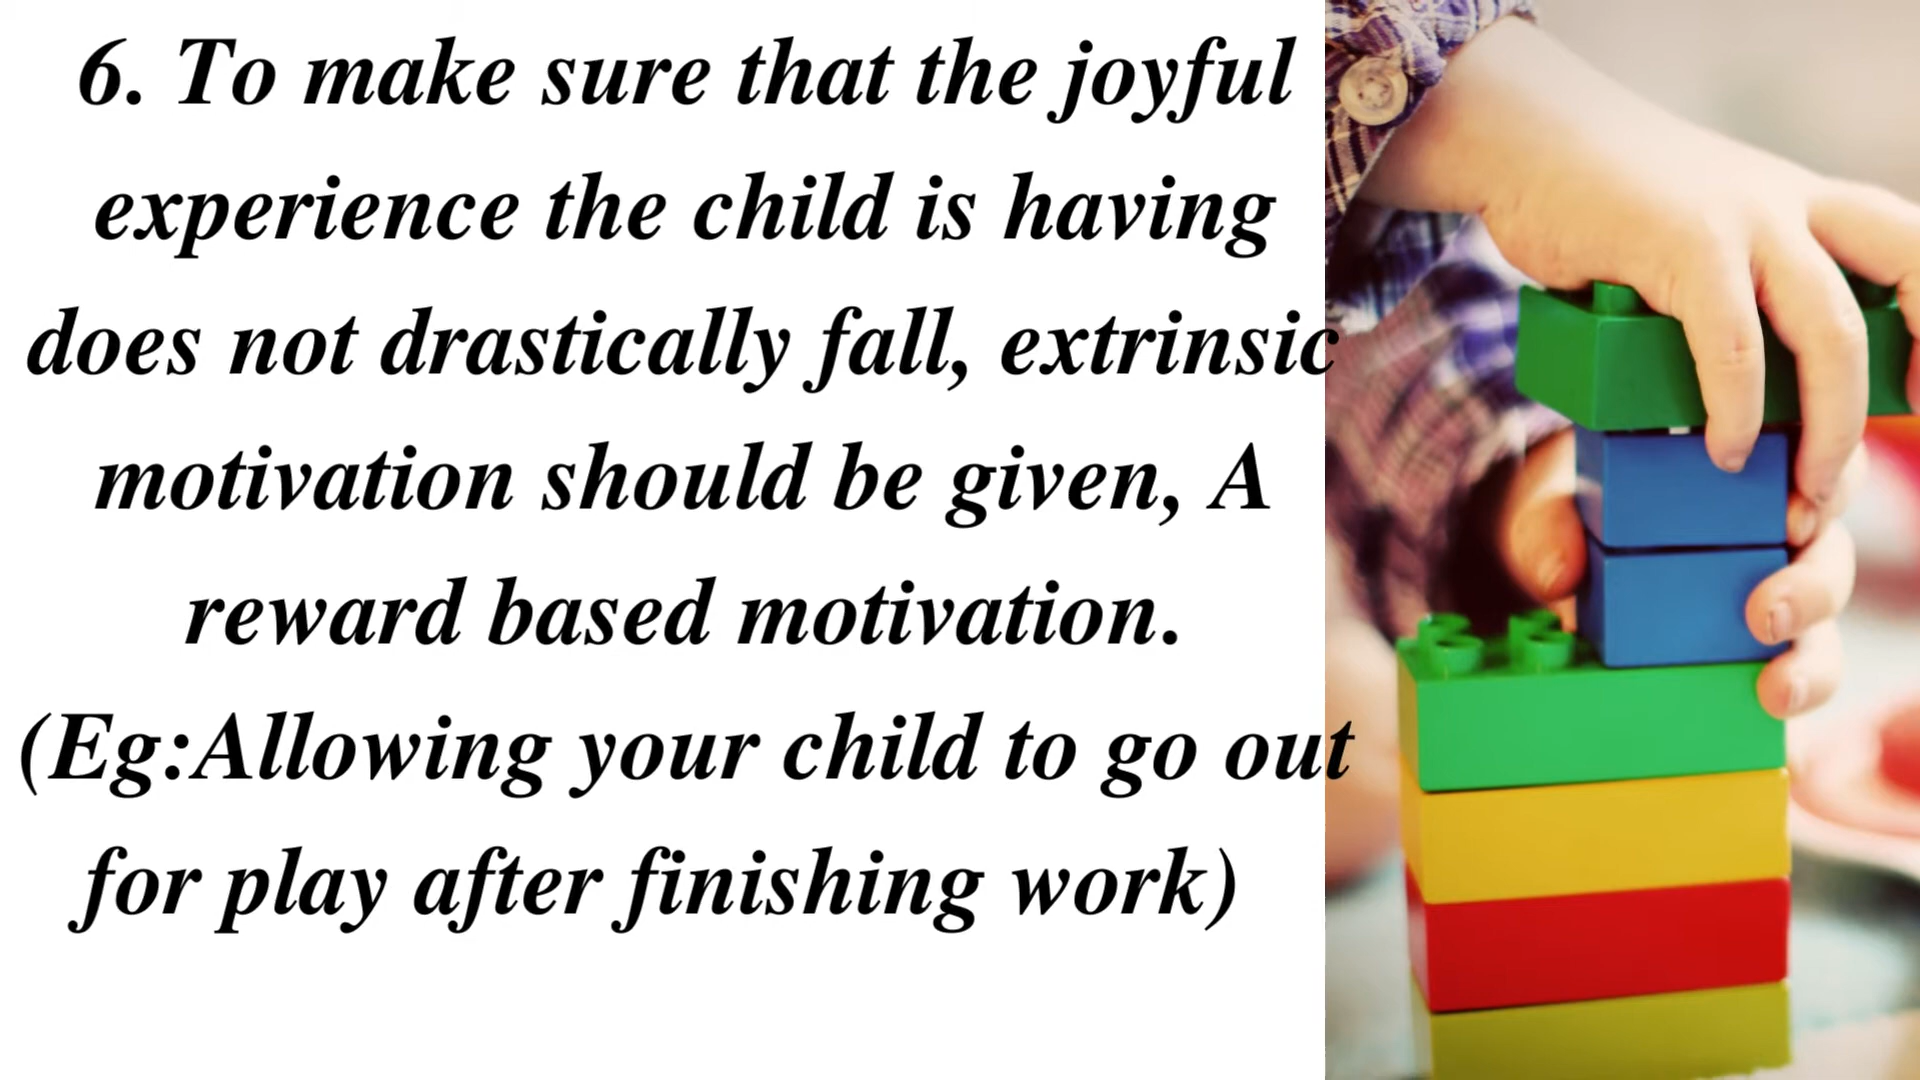 6. To make sure that the joyful
experience the child is having
does not drastically fall, extrinsic
motivation should be given, A
reward based motivation.
(Eg:Allowing your child to go out
for play after finishing work)